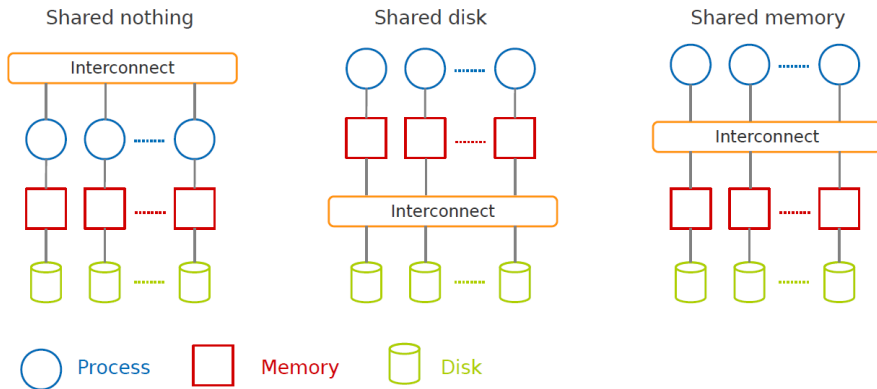 Shared nothing
Shared disk
Shared memory
Interconnect
Interconnect
Interconnect
Process
Memory
Disk